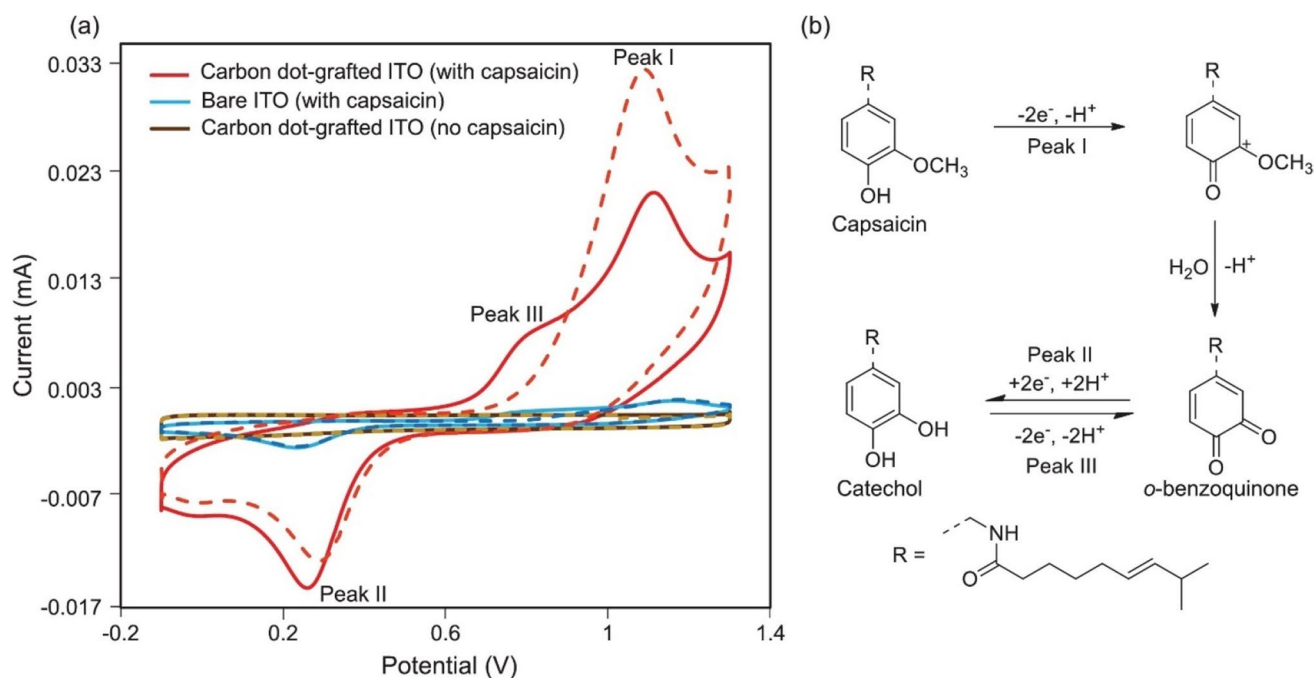 (a)
Carbon dot-grafted ITO (with capsaicin)
Bare ITO (with capsaicin)
Carbon dot-grafted ITO (no capsaicin)
Peak I
Peak III
Peak II
Current (mA)
0.033
0.023
0.013
0.003
-0.007
-0.017
-0.2
0.2
0.6
1
1.4
Potential (V)
(b)
R
OCH3
OH
Capsaicin
-2e-, -H+
Peak I
R
+
OCH3
O
H2O
-H+
R
OH
OH
Catechol
Peak II
+2e-, +2H+
-2e-, -2H+
Peak III
R
O
O
o-benzoquinone
R =
NH
O